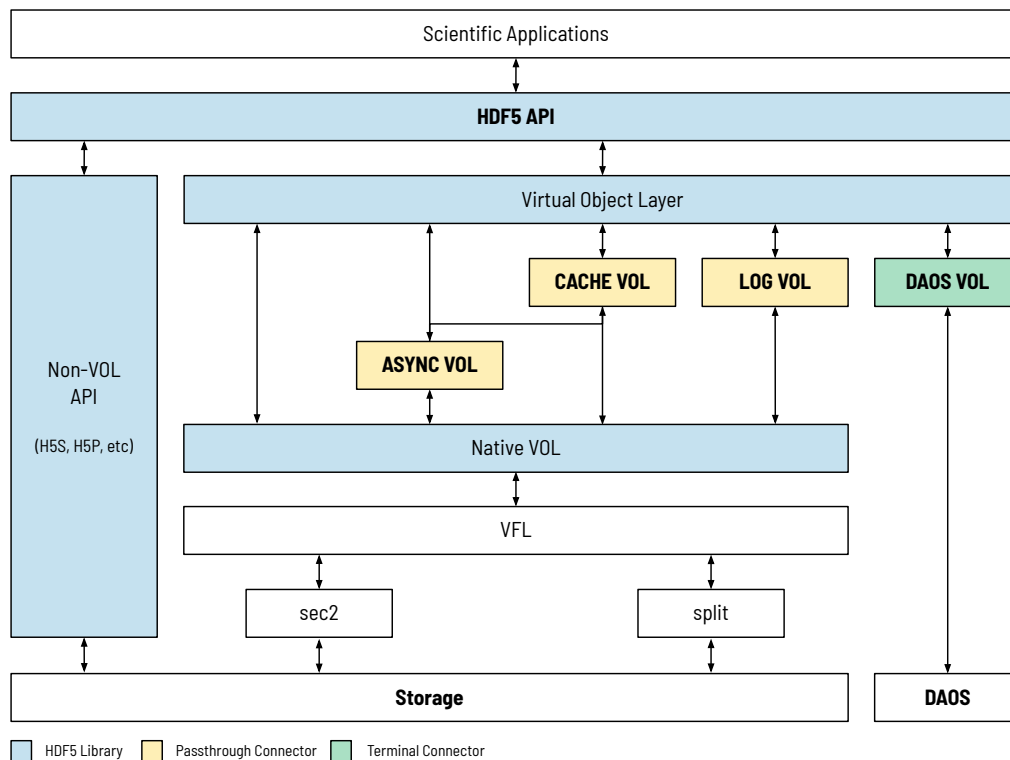 Scientific Applications
HDF5 API
Virtual Object Layer
CACHE VOL
LOG VOL
DAOS VOL
ASYNC VOL
Non-VOL
API
(H5S, H5P, etc)
Native VOL
VFL
sec2
split
Storage
DAOS
HDF5 Library
Passthrough Connector
Terminal Connector